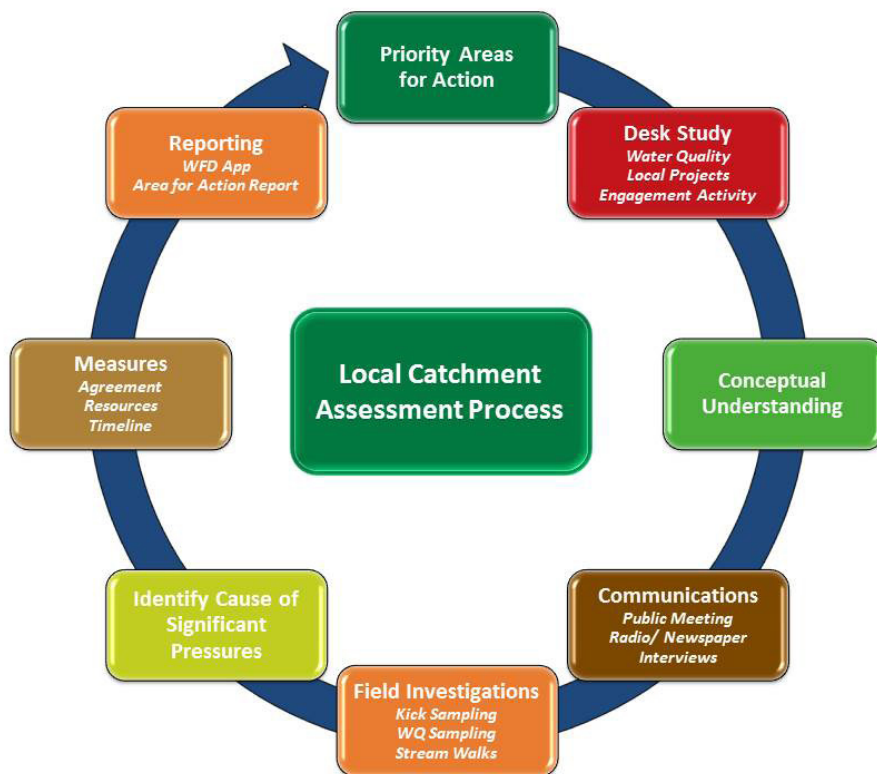 Priority Areas
for Action
Desk Study
Water Quality
Local Projects
Engagement Activity
Conceptual
Understanding
Communications
Public Meeting
Radio/ Newspaper
Interviews
Field Investigations
Kick Sampling
WQ Sampling
Stream Walks
Identify Cause of
Significant
Pressures
Measures
Agreement
Resources
Timeline
Reporting
WFD App
Area for Action Report
Local Catchment
Assessment Process